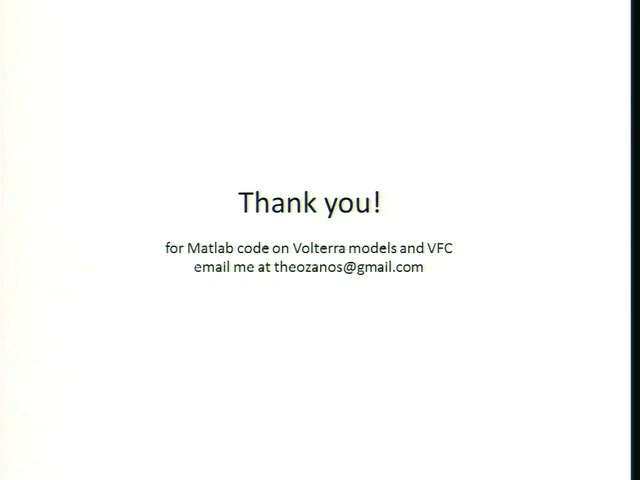 Thank you!
for Matlab code on Volterra models and VFC
email me at theozanos@gmail.com